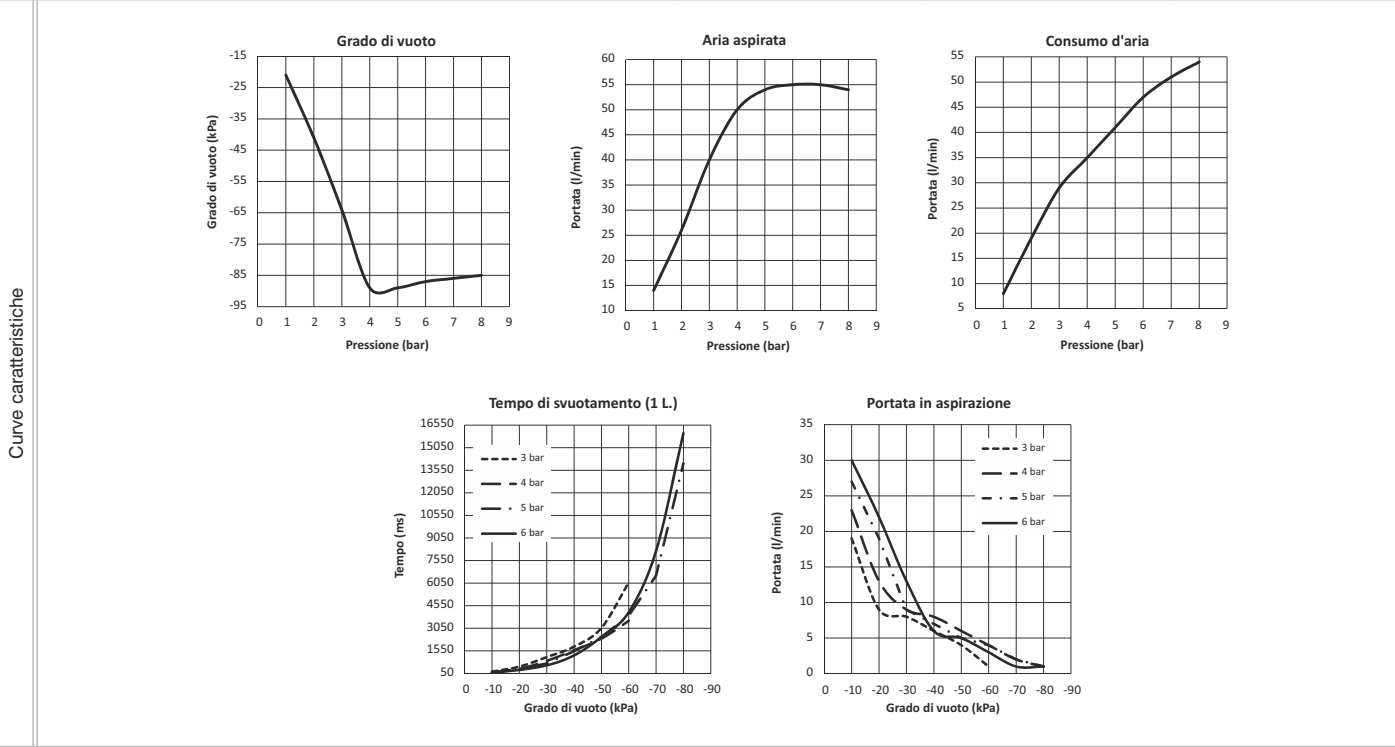 Curve caratteristiche
Grado di vuoto
Grado di vuoto (kPa)
-15
-25
-35
-45
-55
-65
-75
-85
-95
0 1 2 3 4 5 6 7 8 9
Pressione (bar)
Aria aspirata
Portata (l/min)
60
55
50
45
40
35
30
25
20
15
10
0 1 2 3 4 5 6 7 8 9
Pressione (bar)
Consumo d'aria
Portata (l/min)
55
50
45
40
35
30
25
20
15
10
5
0 1 2 3 4 5 6 7 8 9
Pressione (bar)
Tempo di svuotamento (1 L.)
Tempo (ms)
16550
15050
13550
12050
10550
9050
7550
6050
4550
3050
1550
50
3 bar
4 bar
5 bar
6 bar
0 -10 -20 -30 -40 -50 -60 -70 -80 -90
Grado di vuoto (kPa)
Portata in aspirazione
Portata (l/min)
35
30
25
20
15
10
5
0
3 bar
4 bar
5 bar
6 bar
0 -10 -20 -30 -40 -50 -60 -70 -80 -90
Grado di vuoto (kPa)